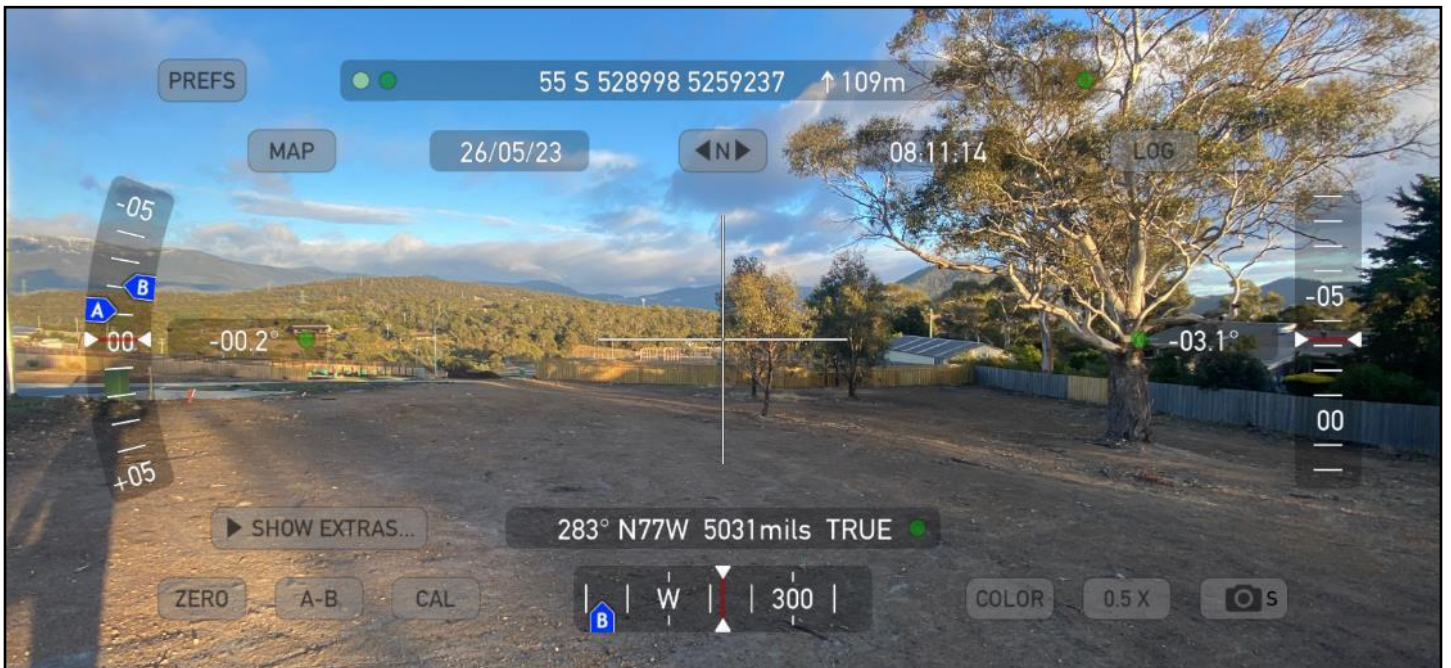 PREFS
55 S 528998 5259237 ↑ 109m
MAP
26/05/23
◀N▶
08:11:14
LOG
-05
B
A
00
+05
-00.2°
-05
-03.1°
00
▶ SHOW EXTRAS...
283° N77W 5031mils TRUE
ZERO
A-B
CAL
W
300
B
COLOR
0.5 X
S